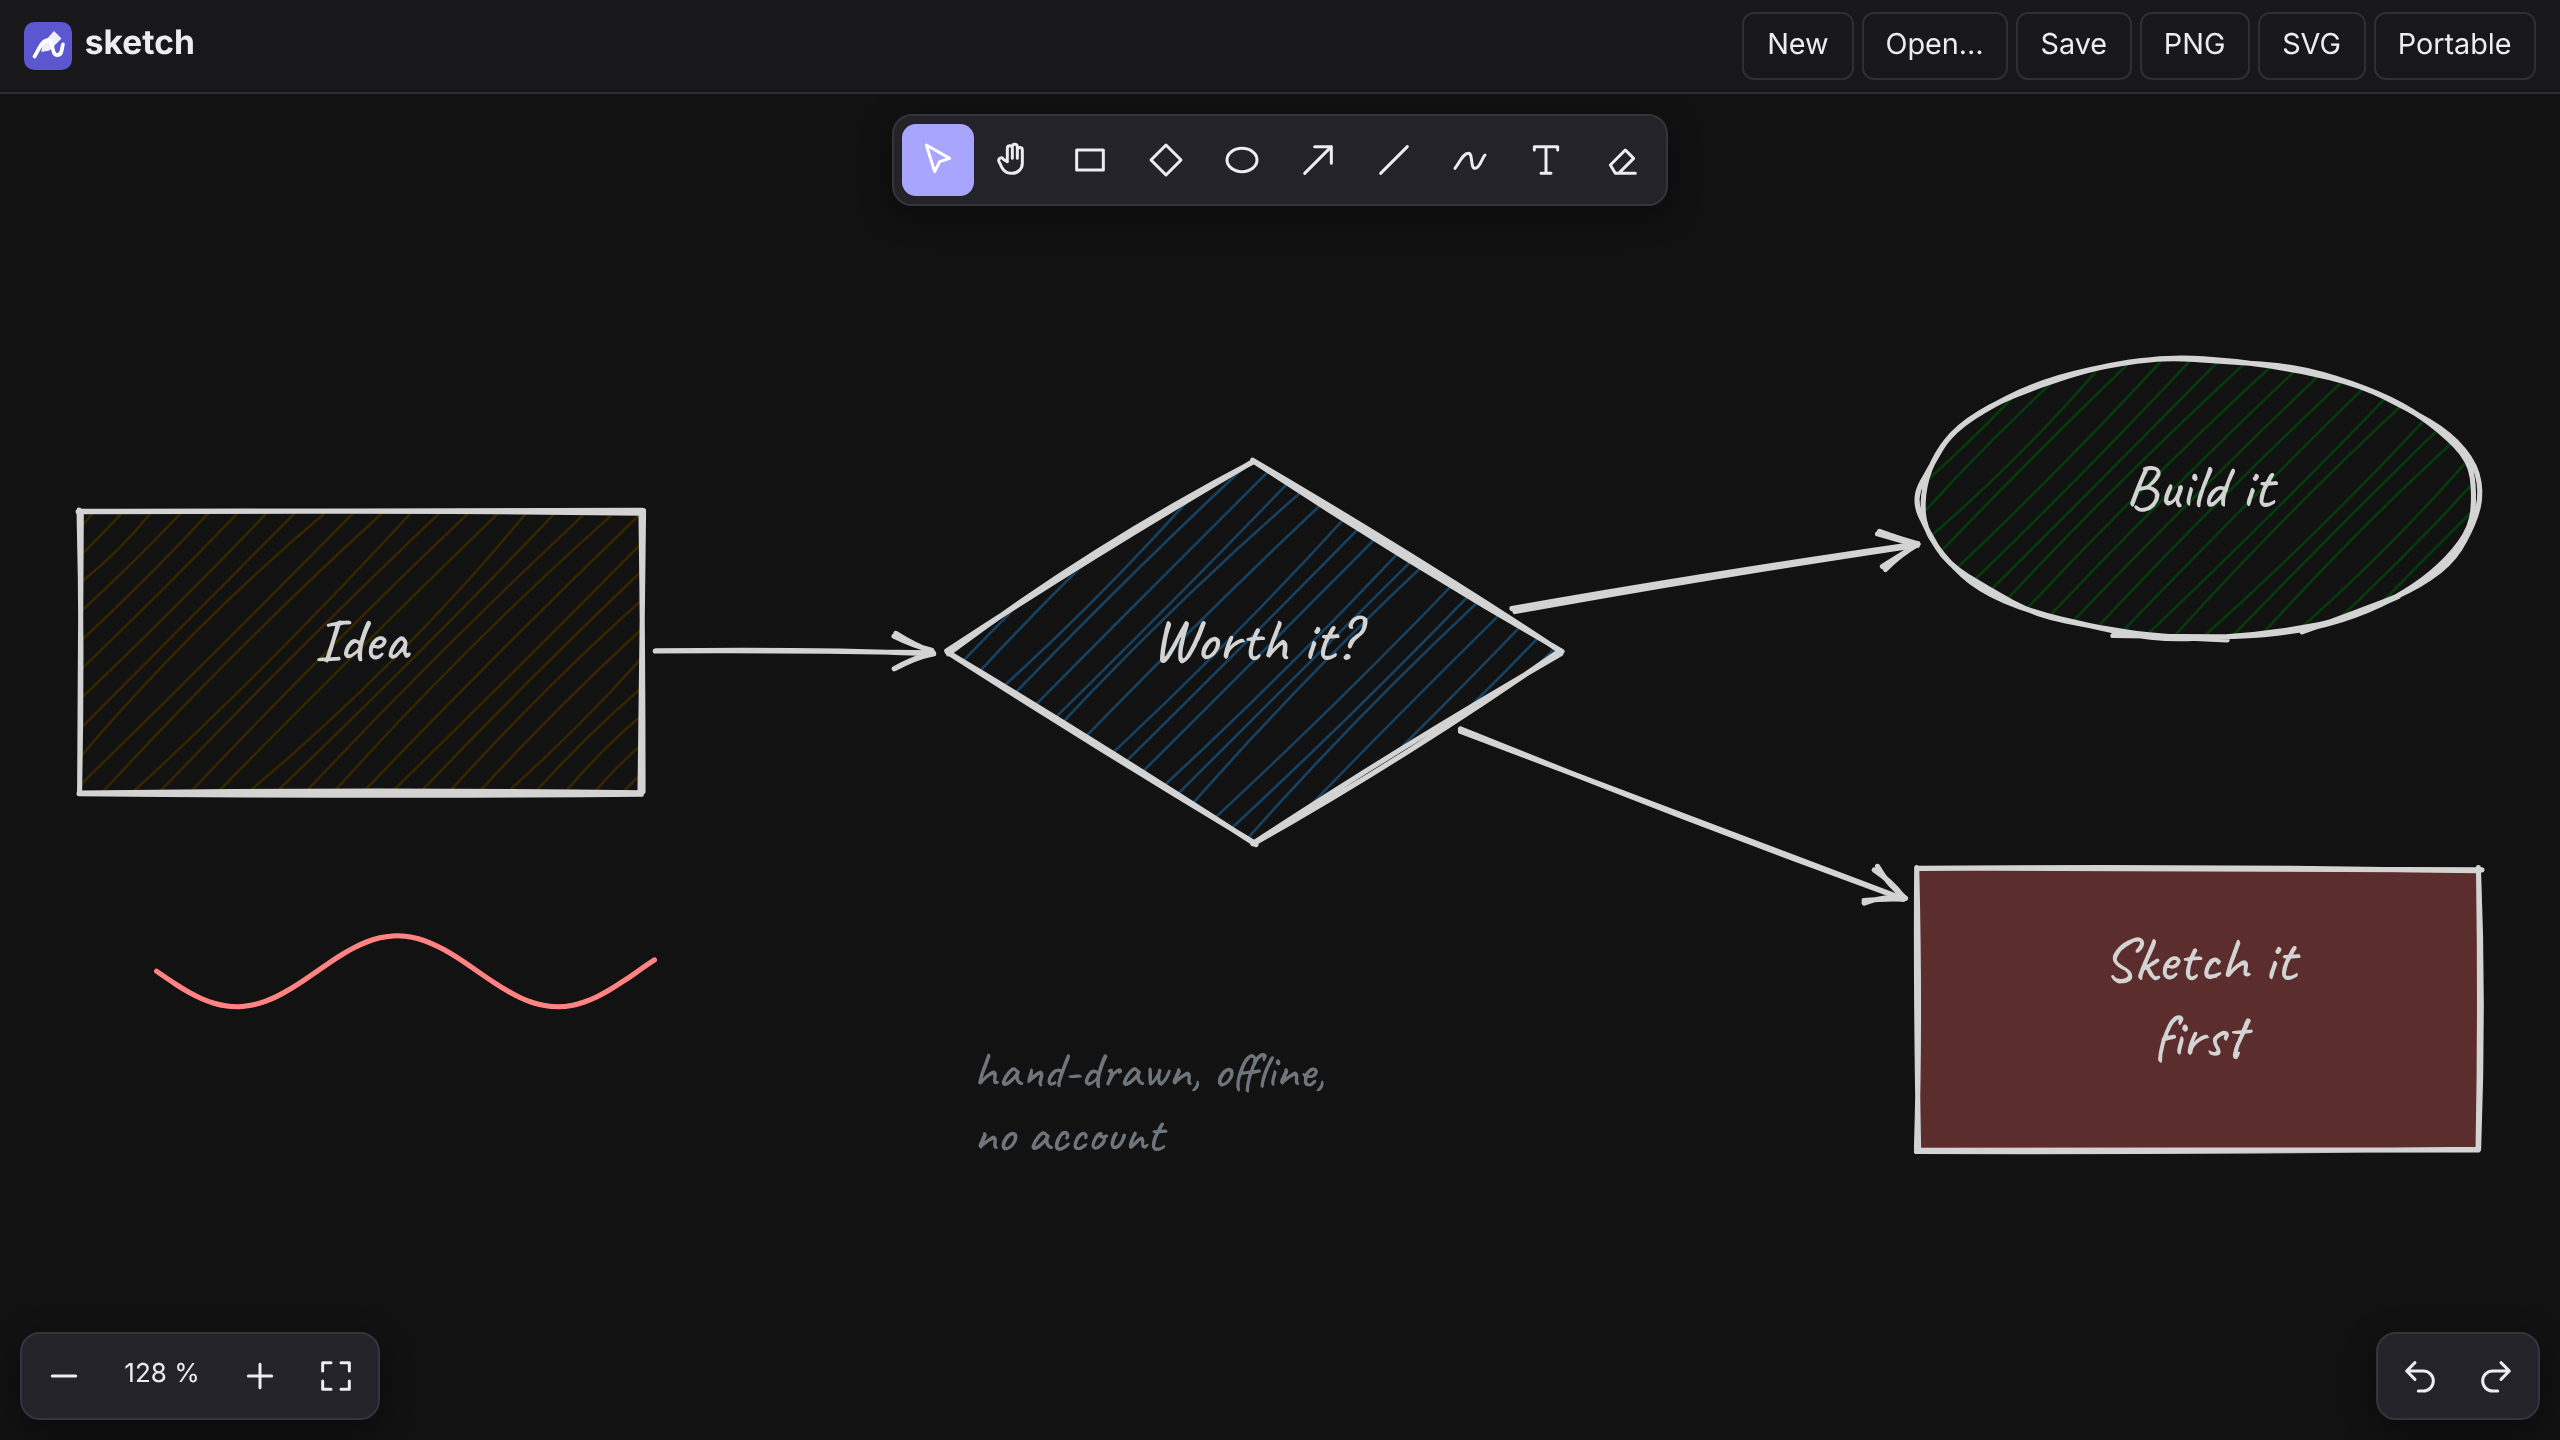 sketch
New
Open...
Save
PNG
SVG
Portable
Build it
Idea
Worth it?
Sketch it
first
hand-drawn, offline,
no account
128 %